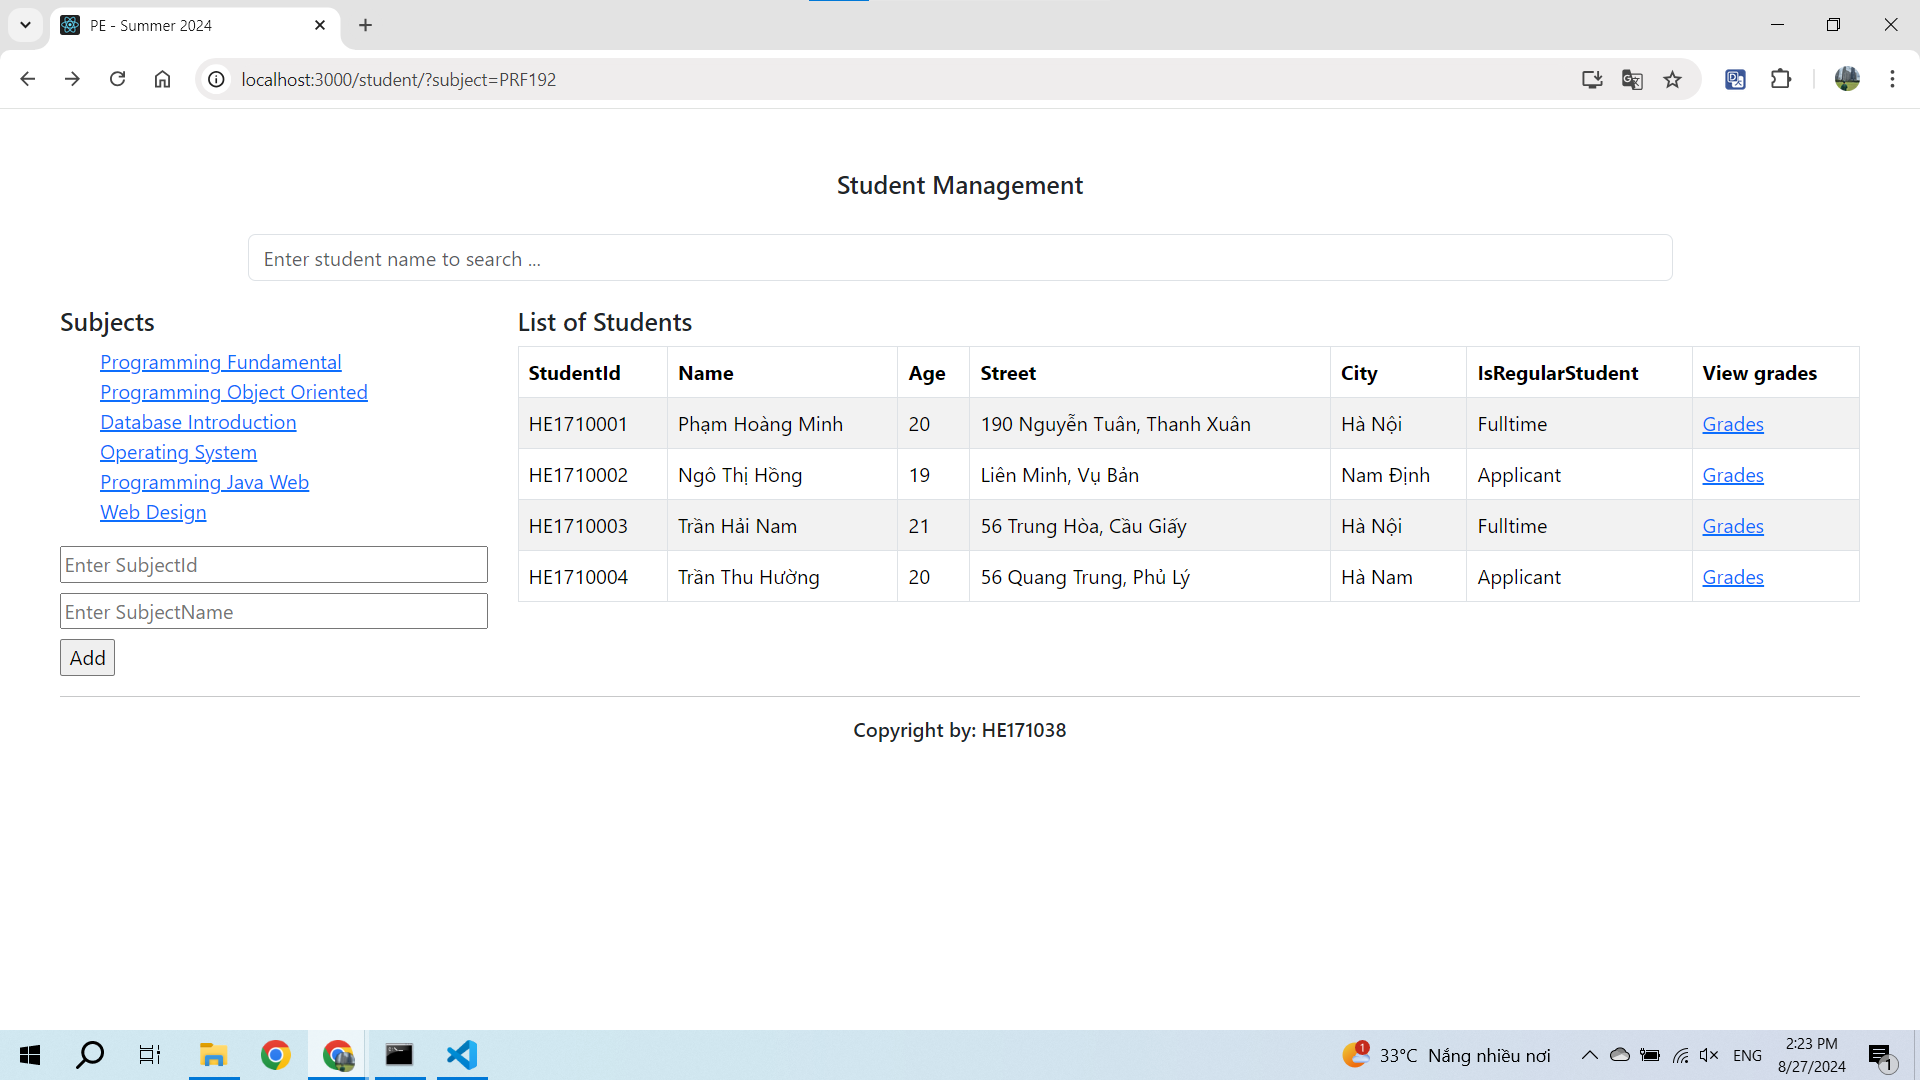 PE - Summer 2024
localhost:3000/student/?subject=PRF192
Student Management
Enter student name to search ...
Subjects
Programming Fundamental
Programming Object Oriented
Database Introduction
Operating System
Programming Java Web
Web Design
Enter SubjectId
Enter SubjectName
Add
List of Students
StudentId Name Age Street City IsRegularStudent View grades
HE1710001 Phạm Hoàng Minh 20 190 Nguyễn Tuân, Thanh Xuân Hà Nội Fulltime Grades
HE1710002 Ngô Thị Hồng 19 Liên Minh, Vụ Bản Nam Định Applicant Grades
HE1710003 Trần Hải Nam 21 56 Trung Hòa, Cầu Giấy Hà Nội Fulltime Grades
HE1710004 Trần Thu Hường 20 56 Quang Trung, Phủ Lý Hà Nam Applicant Grades
Copyright by: HE171038
1 33°C Nắng nhiều nơi ENG 2:23 PM
8/27/2024 1